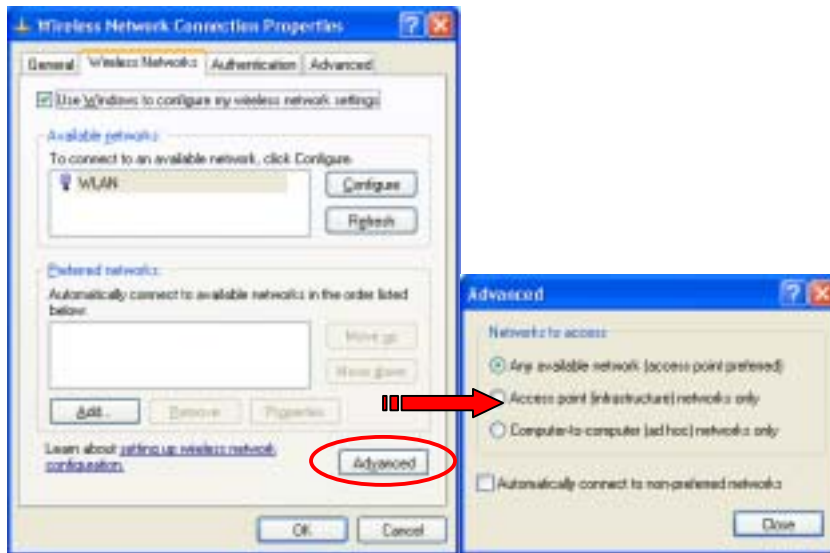 Wireless Network Connection Properties
General
Wireless Networks
Authentication
Advanced
Use Windows to configure my wireless network settings
Available networks:
To connect to an available network, click Configure.
WLAN
Configure
Refresh
Preferred networks:
Automatically connect to available networks in the order listed
below:
Move up
Move down
Add...
Remove
Properties
Learn about setting up wireless network
configuration.
Advanced
OK
Cancel
Advanced
Networks to access
Any available network (access point preferred)
Access point (infrastructure) networks only
Computer-to-computer (ad hoc) networks only
Automatically connect to non-preferred networks
Close